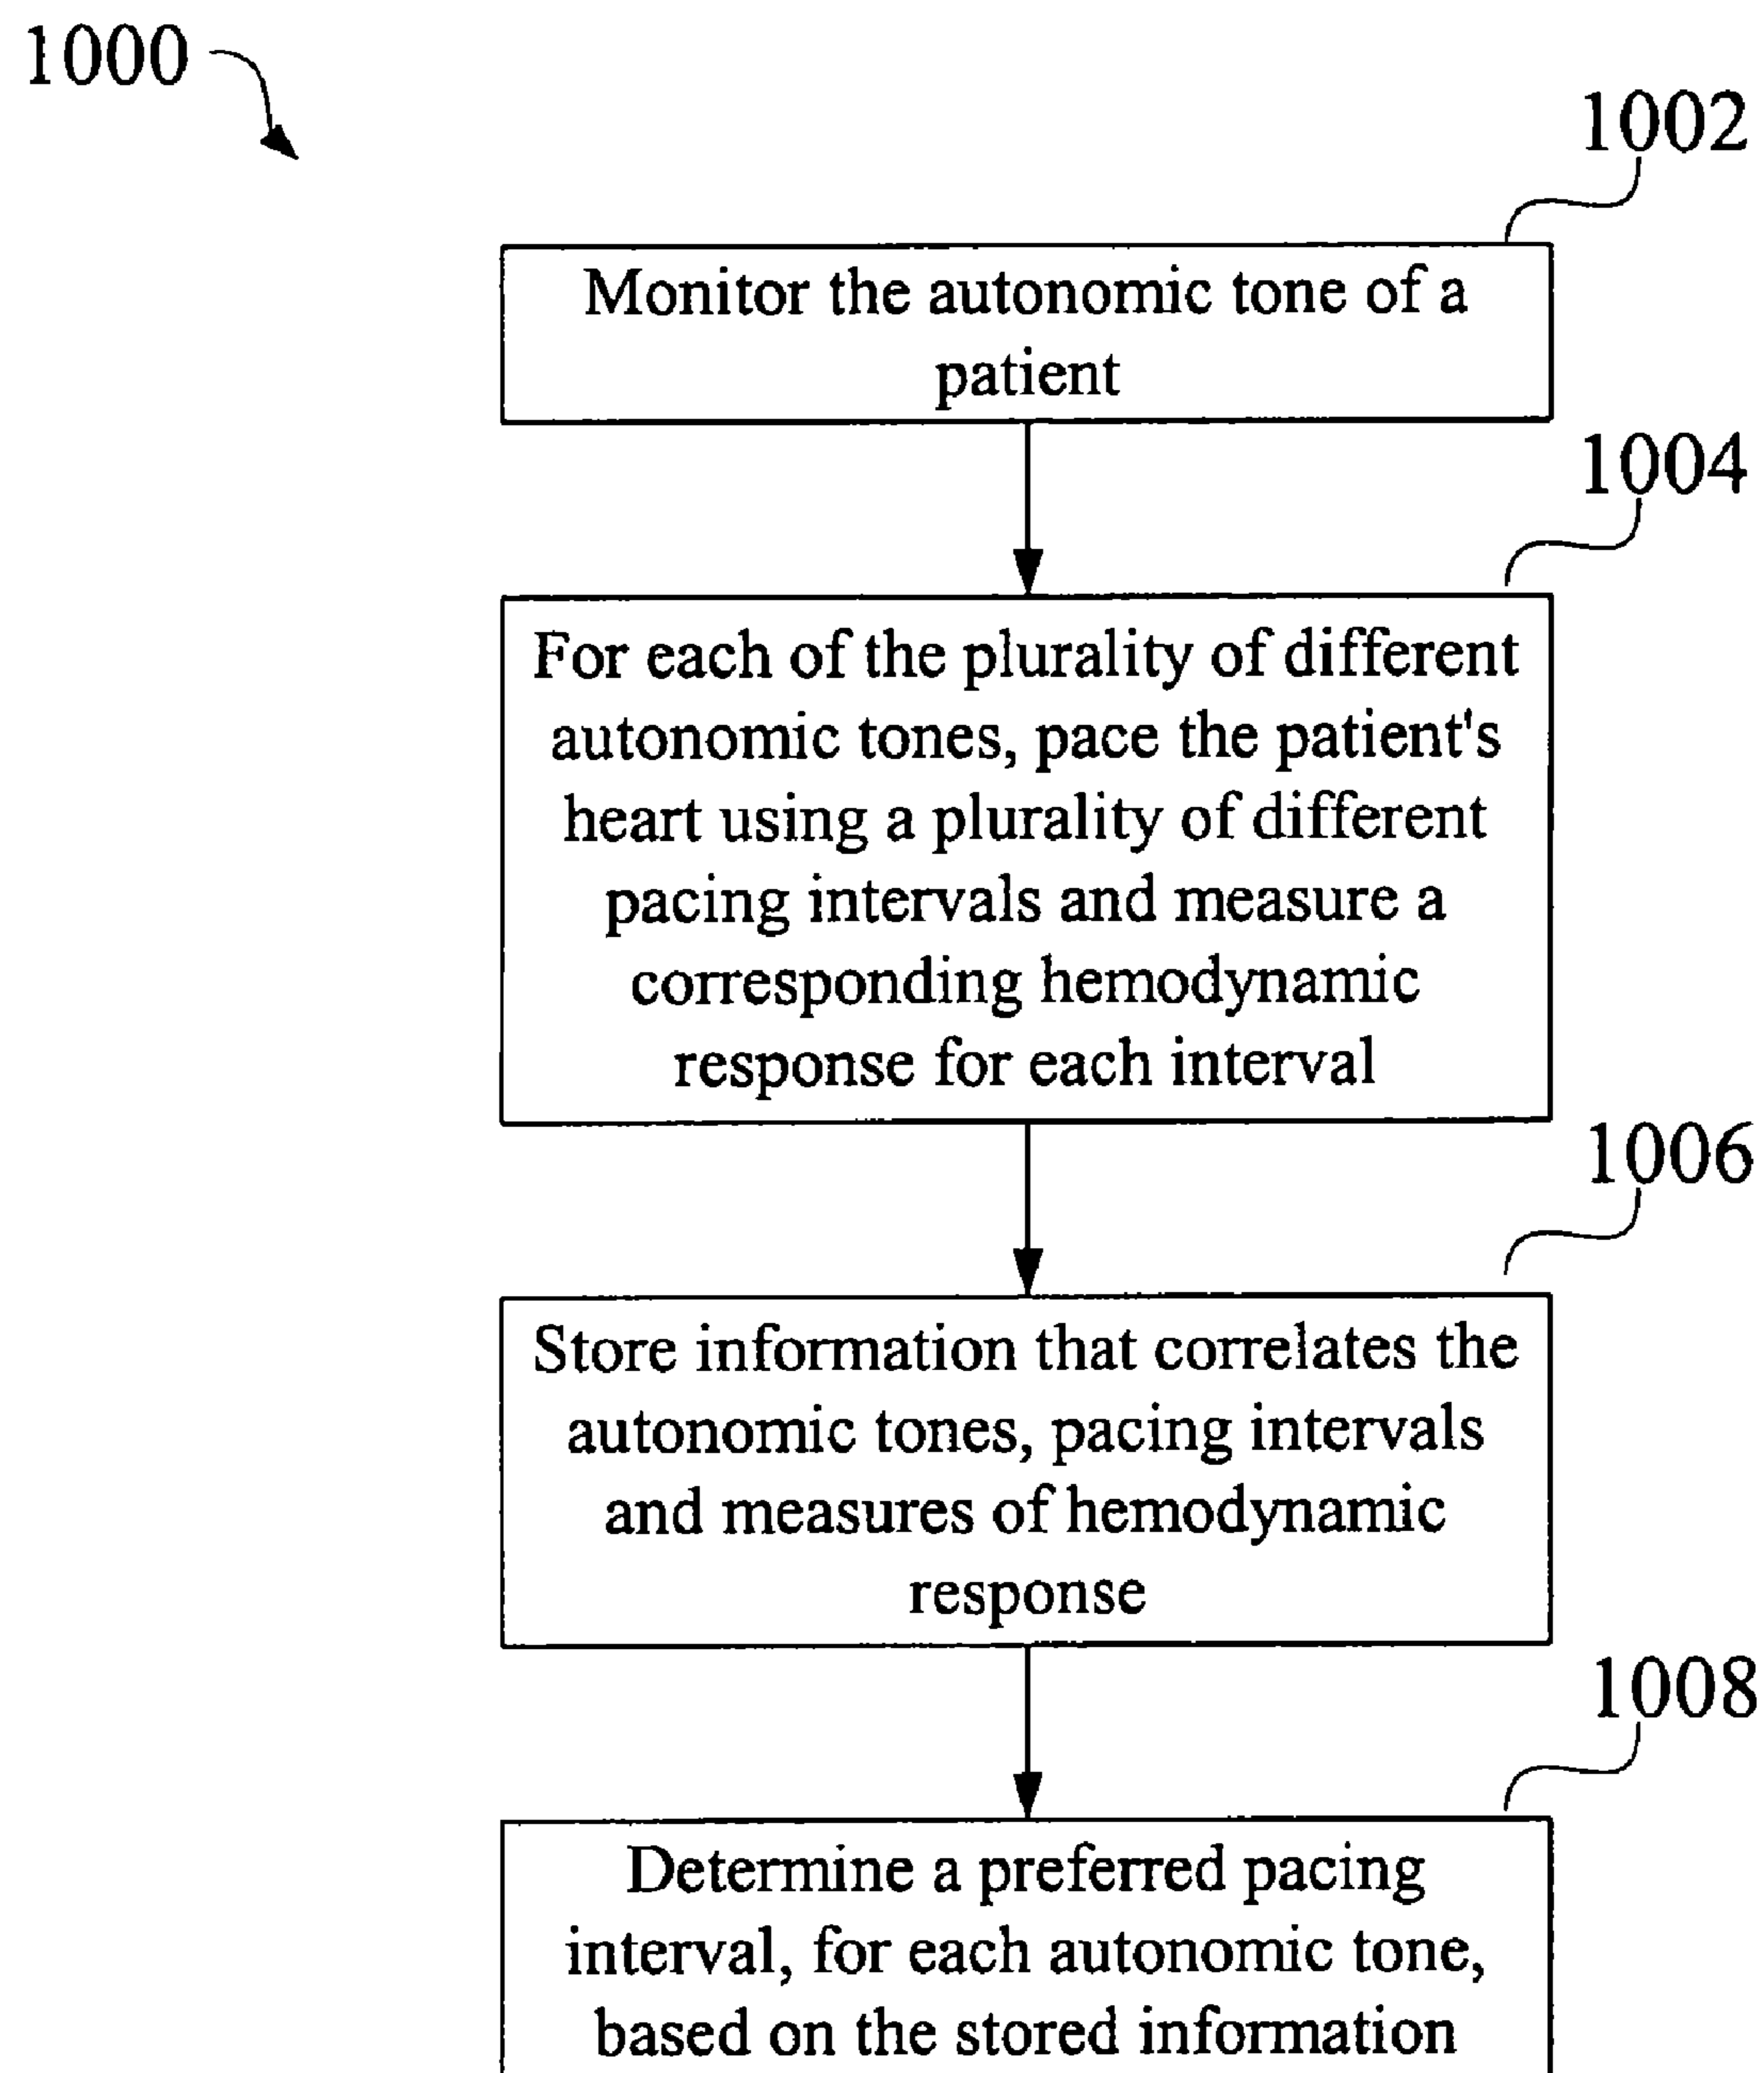 1000
1002
Monitor the autonomic tone of a
patient
1004
For each of the plurality of different
autonomic tones, pace the patient's
heart using a plurality of different
pacing intervals and measure a
corresponding hemodynamic
response for each interval
1006
Store information that correlates the
autonomic tones, pacing intervals
and measures of hemodynamic
response
1008
Determine a preferred pacing
interval, for each autonomic tone,
based on the stored information